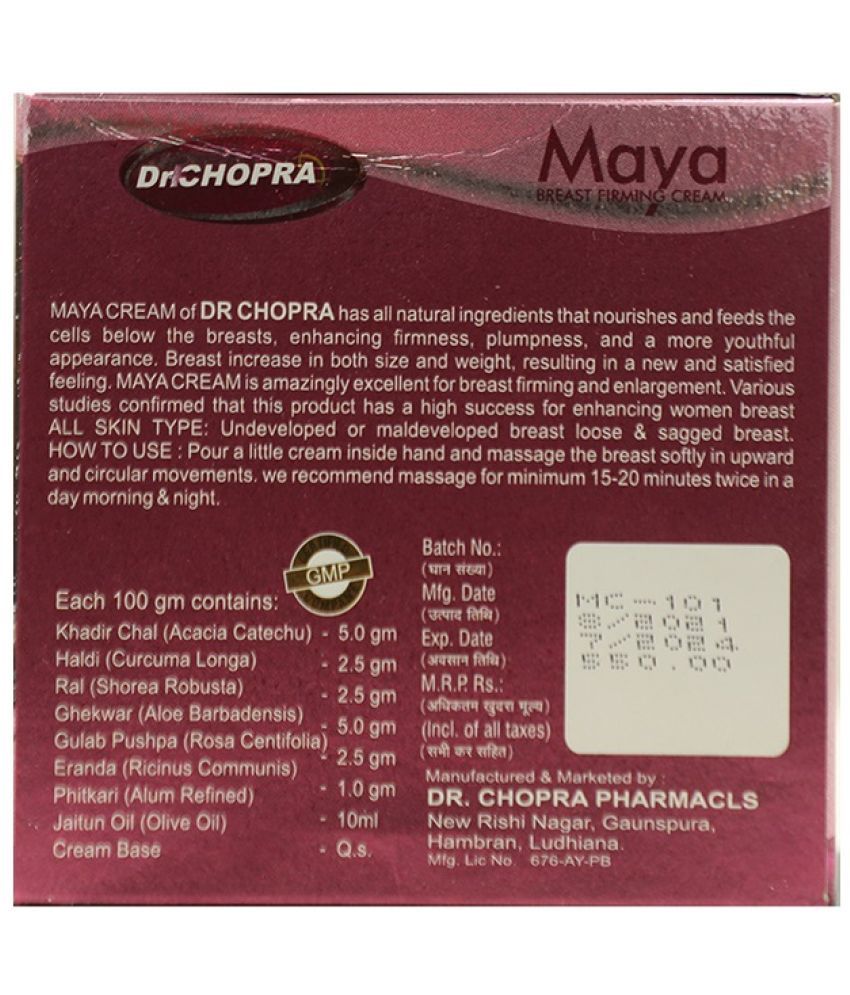 Dr.CHOPRA
Maya
BREAST FIRMING CREAM
MAYA CREAM of DR CHOPRA has all natural ingredients that nourishes and feeds the
cells below the breasts, enhancing firmness, plumpness, and a more youthful
appearance. Breast increase in both size and weight, resulting in a new and satisfied
feeling. MAYA CREAM is amazingly excellent for breast firming and enlargement. Various
studies confirmed that this product has a high success for enhancing women breast
ALL SKIN TYPE: Undeveloped or maldeveloped breast loose & sagged breast.
HOW TO USE : Pour a little cream inside hand and massage the breast softly in upward
and circular movements. we recommend massage for minimum 15-20 minutes twice in a
day morning & night.
GMP
Each 100 gm contains:
Khadir Chal (Acacia Catechu) - 5.0 gm
Haldi (Curcuma Longa) - 2.5 gm
Ral (Shorea Robusta) - 2.5 gm
Ghekwar (Aloe Barbadensis) - 5.0 gm
Gulab Pushpa (Rosa Centifolia) - 2.5 gm
Eranda (Ricinus Communis)
Phitkari (Alum Refined) - 1.0 gm
Jaitun Oil (Olive Oil) - 10ml
Cream Base - Q.s.
Batch No.:
(घान संख्या)
Mfg. Date
(उत्पाद तिथि)
Exp. Date
(अवसान तिथि)
M.R.P Rs.:
(अधिकतम खुदरा मूल्य)
(Incl. of all taxes)
(सभी कर सहित)
MC-101
8/2021
7/2024
550.00
Manufactured & Marketed by :
DR. CHOPRA PHARMACLS
New Rishi Nagar, Gaunspura,
Hambran, Ludhiana.
Mfg. Lic No. 676-AY-PB